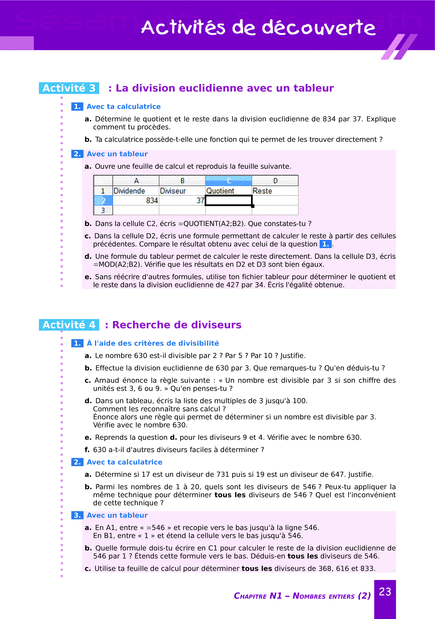 Activités de découverte
Activité 3 : La division euclidienne avec un tableur
1. Avec ta calculatrice
a. Détermine le quotient et le reste dans la division euclidienne de 834 par 37. Explique
comment tu procèdes.
b. Ta calculatrice possède-t-elle une fonction qui te permet de les trouver directement ?
2. Avec un tableur
a. Ouvre une feuille de calcul et reproduis la feuille suivante.
A B C D
1 Dividende Diviseur Quotient Reste
2 834 37
3
b. Dans la cellule C2, écris =QUOTIENT(A2;B2). Que constates-tu ?
c. Dans la cellule D2, écris une formule permettant de calculer le reste à partir des cellules
précédentes. Compare le résultat obtenu avec celui de la question 1.
d. Une formule du tableur permet de calculer le reste directement. Dans la cellule D3, écris
=MOD(A2;B2). Vérifie que les résultats en D2 et D3 sont bien égaux.
e. Sans réécrire d'autres formules, utilise ton fichier tableur pour déterminer le quotient et
le reste dans la division euclidienne de 427 par 34. Écris l'égalité obtenue.
Activité 4 : Recherche de diviseurs
1. À l'aide des critères de divisibilité
a. Le nombre 630 est-il divisible par 2 ? Par 5 ? Par 10 ? Justifie.
b. Effectue la division euclidienne de 630 par 3. Que remarques-tu ? Qu'en déduis-tu ?
c. Arnaud énonce la règle suivante : « Un nombre est divisible par 3 si son chiffre des
unités est 3, 6 ou 9. » Qu'en penses-tu ?
d. Dans un tableau, écris la liste des multiples de 3 jusqu'à 100.
Comment les reconnaître sans calcul ?
Énonce alors une règle qui permet de déterminer si un nombre est divisible par 3.
Vérifie avec le nombre 630.
e. Reprends la question d. pour les diviseurs 9 et 4. Vérifie avec le nombre 630.
f. 630 a-t-il d'autres diviseurs faciles à déterminer ?
2. Avec ta calculatrice
a. Détermine si 17 est un diviseur de 731 puis si 19 est un diviseur de 647. Justifie.
b. Parmi les nombres de 1 à 20, quels sont les diviseurs de 546 ? Peux-tu appliquer la
même technique pour déterminer tous les diviseurs de 546 ? Quel est l'inconvénient
de cette technique ?
3. Avec un tableur
a. En A1, entre « =546 » et recopie vers le bas jusqu'à la ligne 546.
En B1, entre « 1 » et étend la cellule vers le bas jusqu'à 546.
b. Quelle formule dois-tu écrire en C1 pour calculer le reste de la division euclidienne de
546 par 1 ? Étends cette formule vers le bas. Déduis-en tous les diviseurs de 546.
c. Utilise ta feuille de calcul pour déterminer tous les diviseurs de 368, 616 et 833.
CHAPITRE N1 – NOMBRES ENTIERS (2) 23